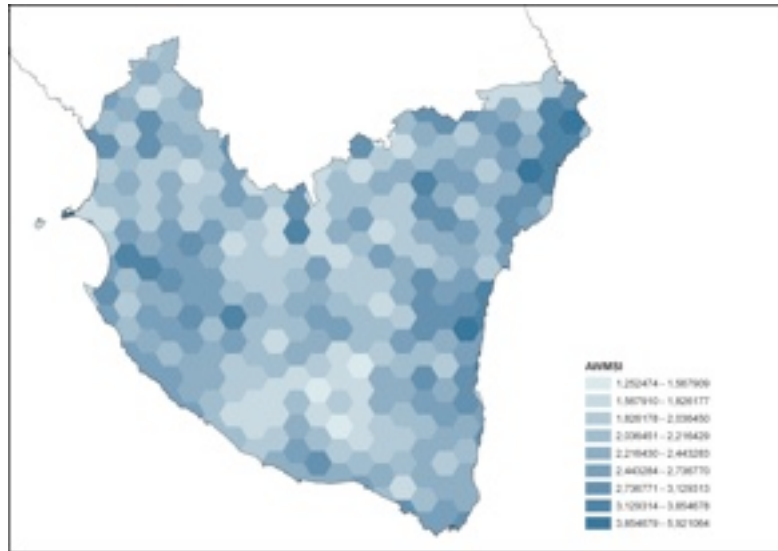 AWMSI
1.252474 - 1.567909
1.567910 - 1.826177
1.826178 - 2.036450
2.036451 - 2.216429
2.216430 - 2.443283
2.443284 - 2.736770
2.736771 - 3.129313
3.129314 - 3.854678
3.854679 - 5.921064